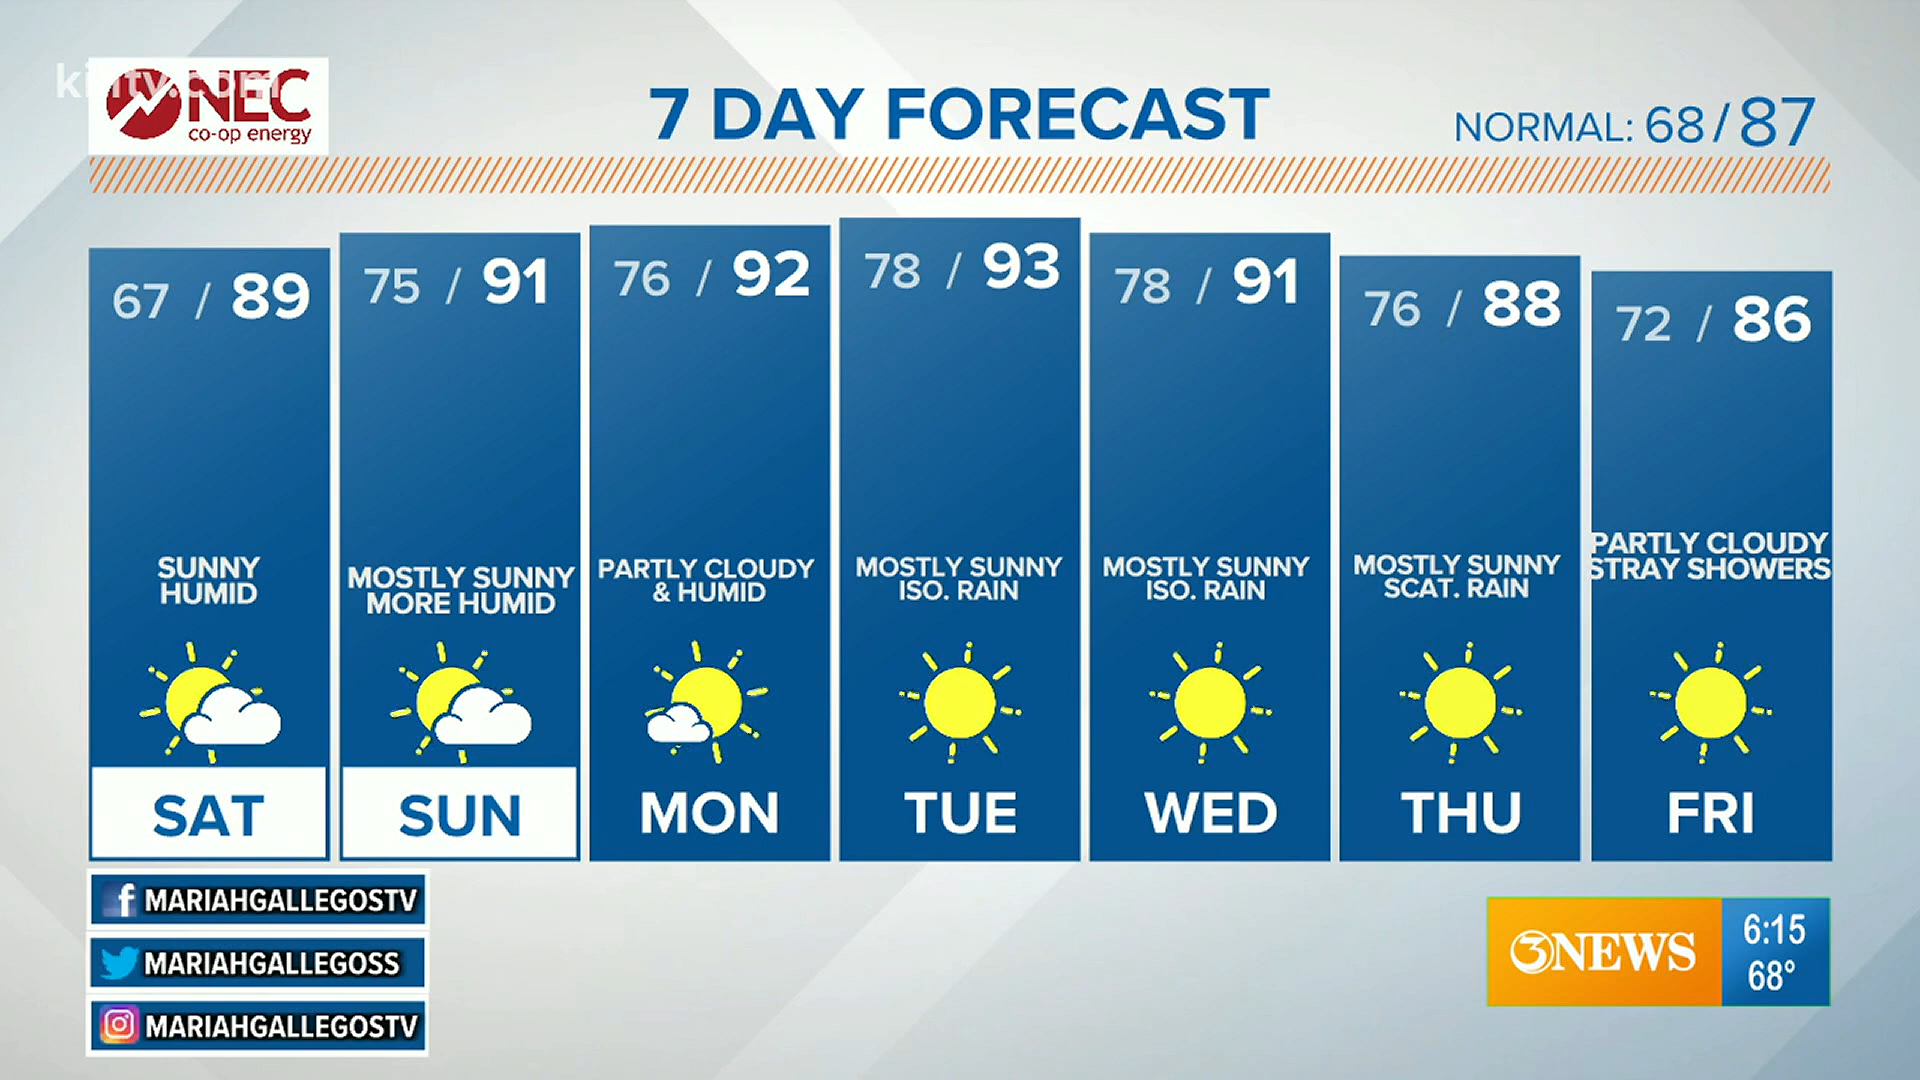 NEC
co-op energy
7 DAY FORECAST
NORMAL: 68/87
67 / 89
SUNNY
HUMID
SAT
75 / 91
MOSTLY SUNNY
MORE HUMID
SUN
76 / 92
PARTLY CLOUDY
& HUMID
MON
78 / 93
MOSTLY SUNNY
ISO. RAIN
TUE
78 / 91
MOSTLY SUNNY
ISO. RAIN
WED
76 / 88
MOSTLY SUNNY
SCAT. RAIN
THU
72 / 86
PARTLY CLOUDY
STRAY SHOWERS
FRI
MARIAHGALLEGOSTV
MARIAHGALLEGOSS
MARIAHGALLEGOSTV
3NEWS
6:15
68°